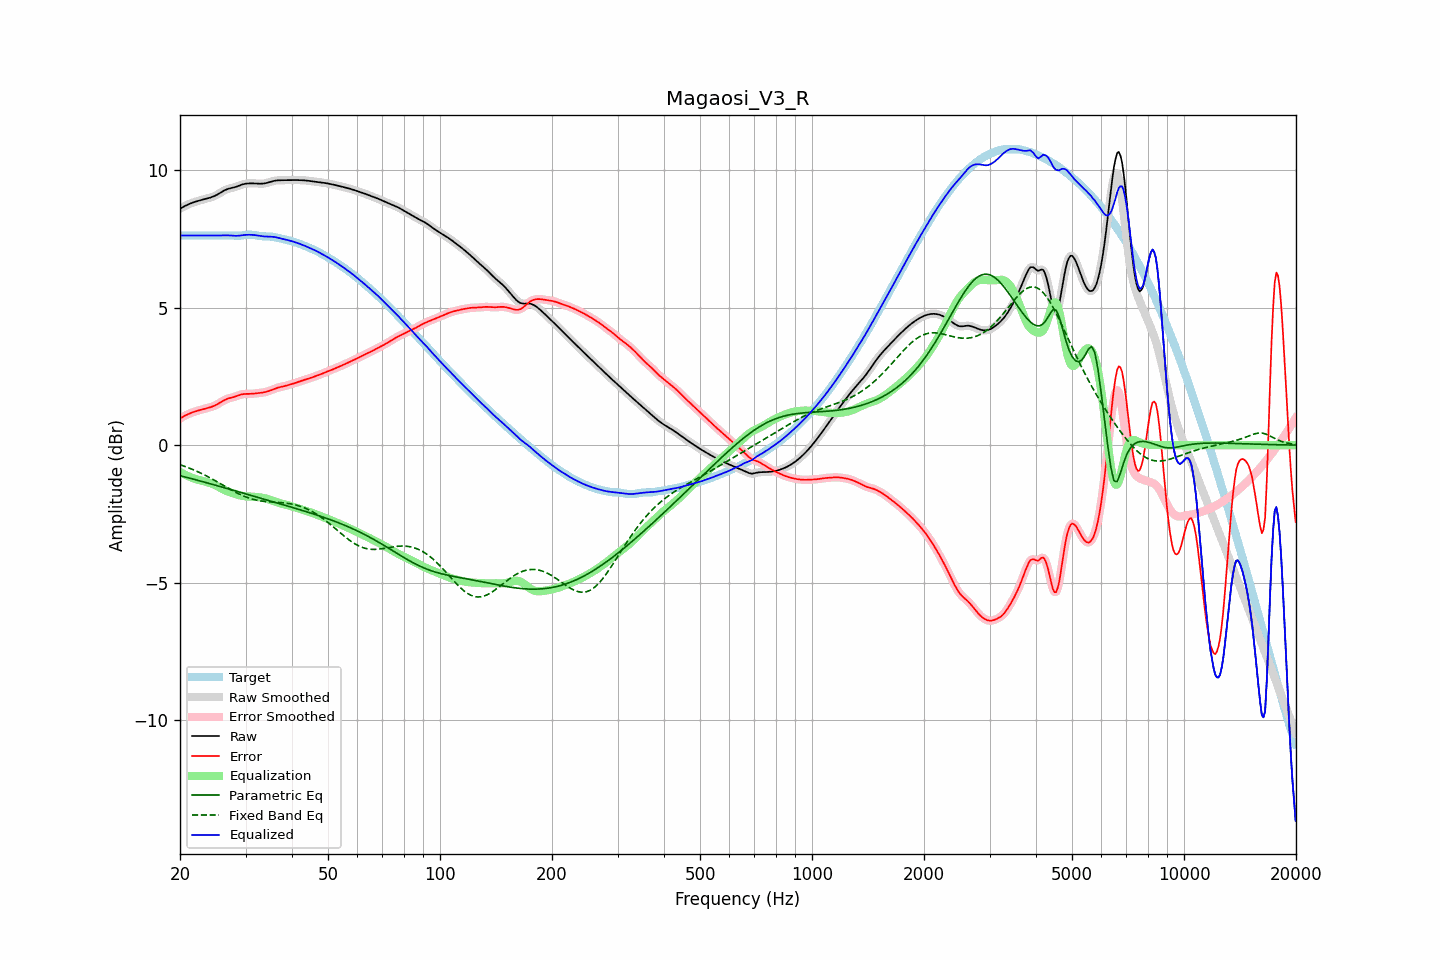 Magaosi_V3_R
Amplitude (dBr)
10
5
0
−5
−10
20
50
100
200
500
1000
2000
5000
10000
20000
Frequency (Hz)
Target
Raw Smoothed
Error Smoothed
Raw
Error
Equalization
Parametric Eq
Fixed Band Eq
Equalized